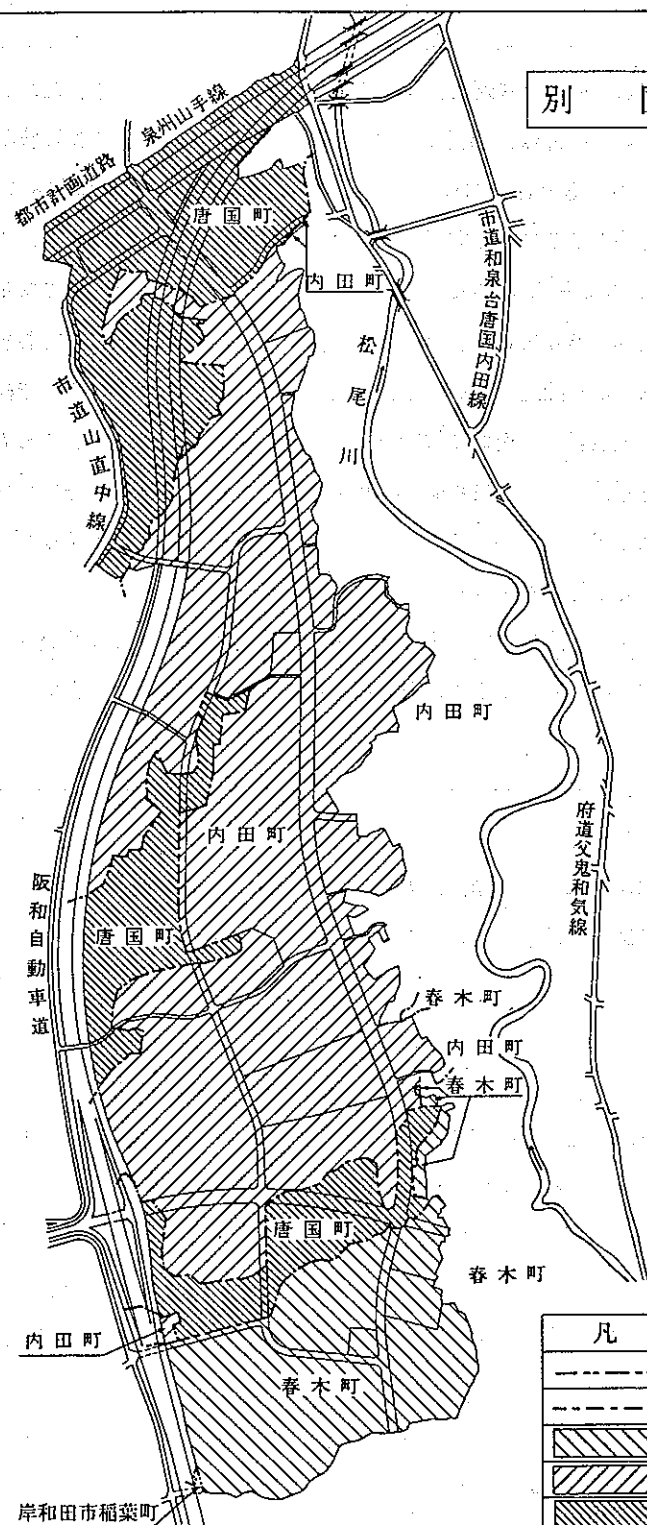 別 図
都市計画道路 泉州山手線
唐国町
内田町
市道和泉台唐国内田線
松尾川
市道山直中線
内田町
内田町
府道父鬼和気線
阪和自動車道
唐国町
春木町
内田町
春木町
唐国町
春木町
内田町
春木町
凡
岸和田市稲葉町